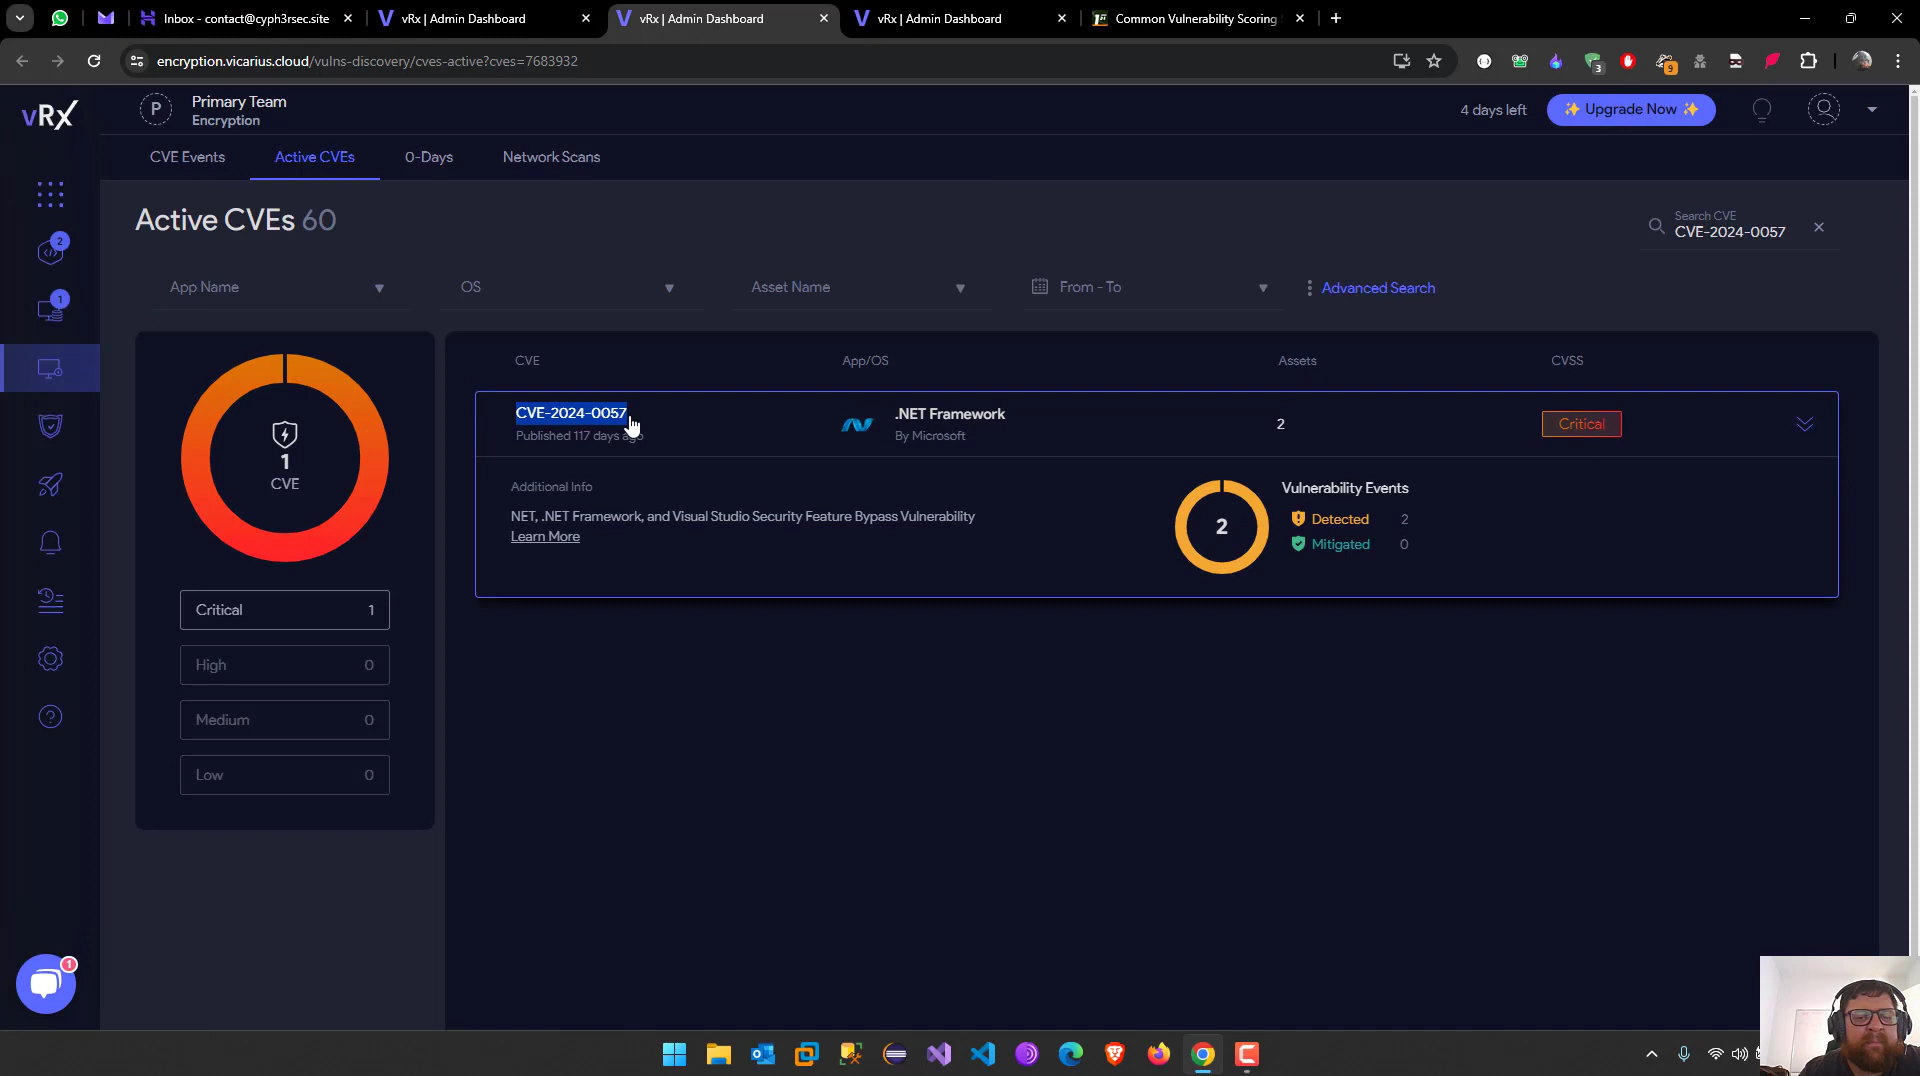 Inbox - contact@cyph3rsec.site
vRx | Admin Dashboard
vRx | Admin Dashboard
vRx | Admin Dashboard
Common Vulnerability Scoring
encryption.vicarius.cloud/vulns-discovery/cves-active?cves=7683932
3
9
vRx
P
Primary Team
Encryption
4 days left
✨ Upgrade Now ✨
CVE Events
Active CVEs
0-Days
Network Scans
2
1
Active CVEs 60
Search CVE
CVE-2024-0057
App Name
OS
Asset Name
From - To
Advanced Search
1
CVE
Critical 1
High 0
Medium 0
Low 0
CVE
App/OS
Assets
CVSS
CVE-2024-0057
Published 117 days ago
.NET Framework
By Microsoft
2
Critical
Additional Info
NET, .NET Framework, and Visual Studio Security Feature Bypass Vulnerability
Learn More
2
Vulnerability Events
Detected 2
Mitigated 0
1